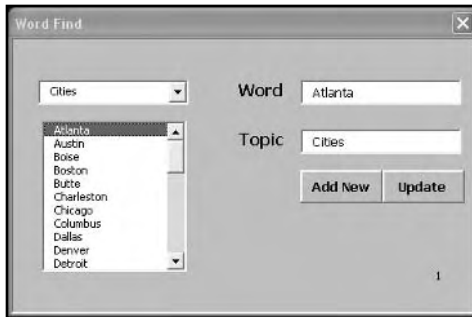 Word Find
Cities
Atlanta
Austin
Boise
Boston
Butte
Charleston
Chicago
Columbus
Dallas
Denver
Detroit
Word Atlanta
Topic Cities
Add New Update
1